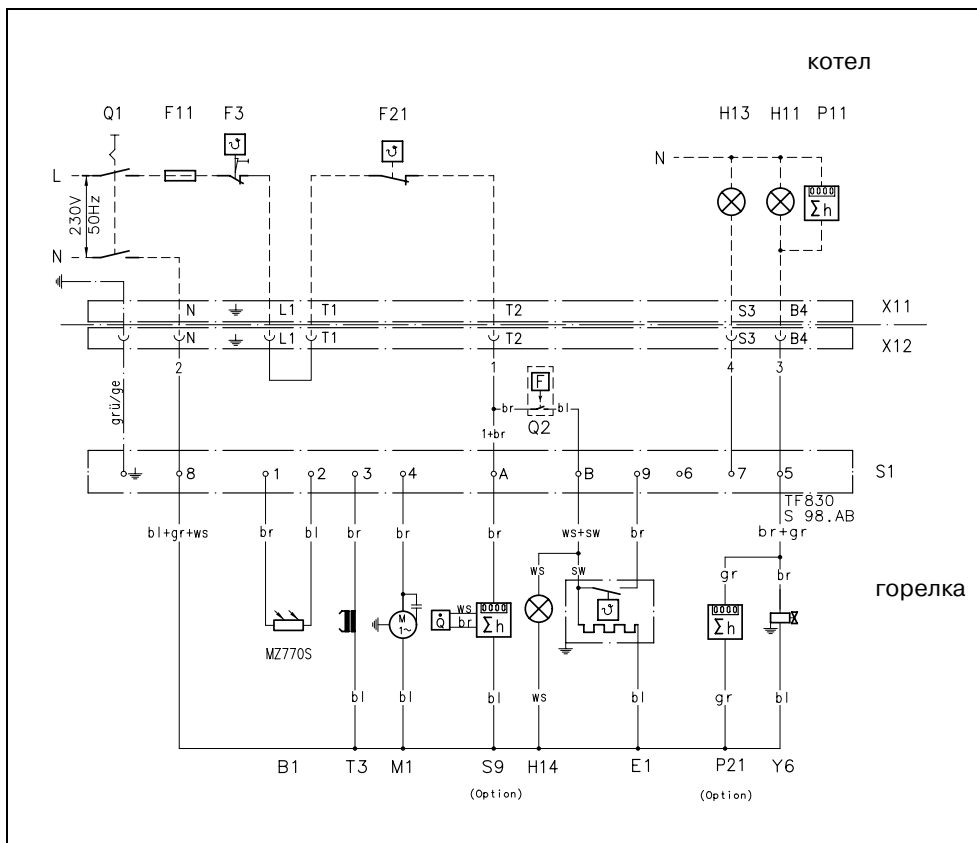 котел
Q1 F11 F3 F21 H13 H11 P11
ϑ ϑ
N
L
0000
Σh
230V
50Hz
N
N L1 T1 T2 S3 B4 X11
N L1 T1 T2 S3 B4 X12
2 1 4 3
grü/ge
F
br bl
Q2
1+br
8 1 2 3 4 A B 9 6 7 5 S1
TF830
S 98.AB
bl+gr+ws br bl br br br ws+sw br br+gr
ws sw gr br
горелка
M
1~
Q̇ ws
br
0000
Σh
ϑ
0000
Σh
MZ770S
bl bl bl ws bl gr bl
B1 T3 M1 S9 H14 E1 P21 Y6
(Option) (Option)